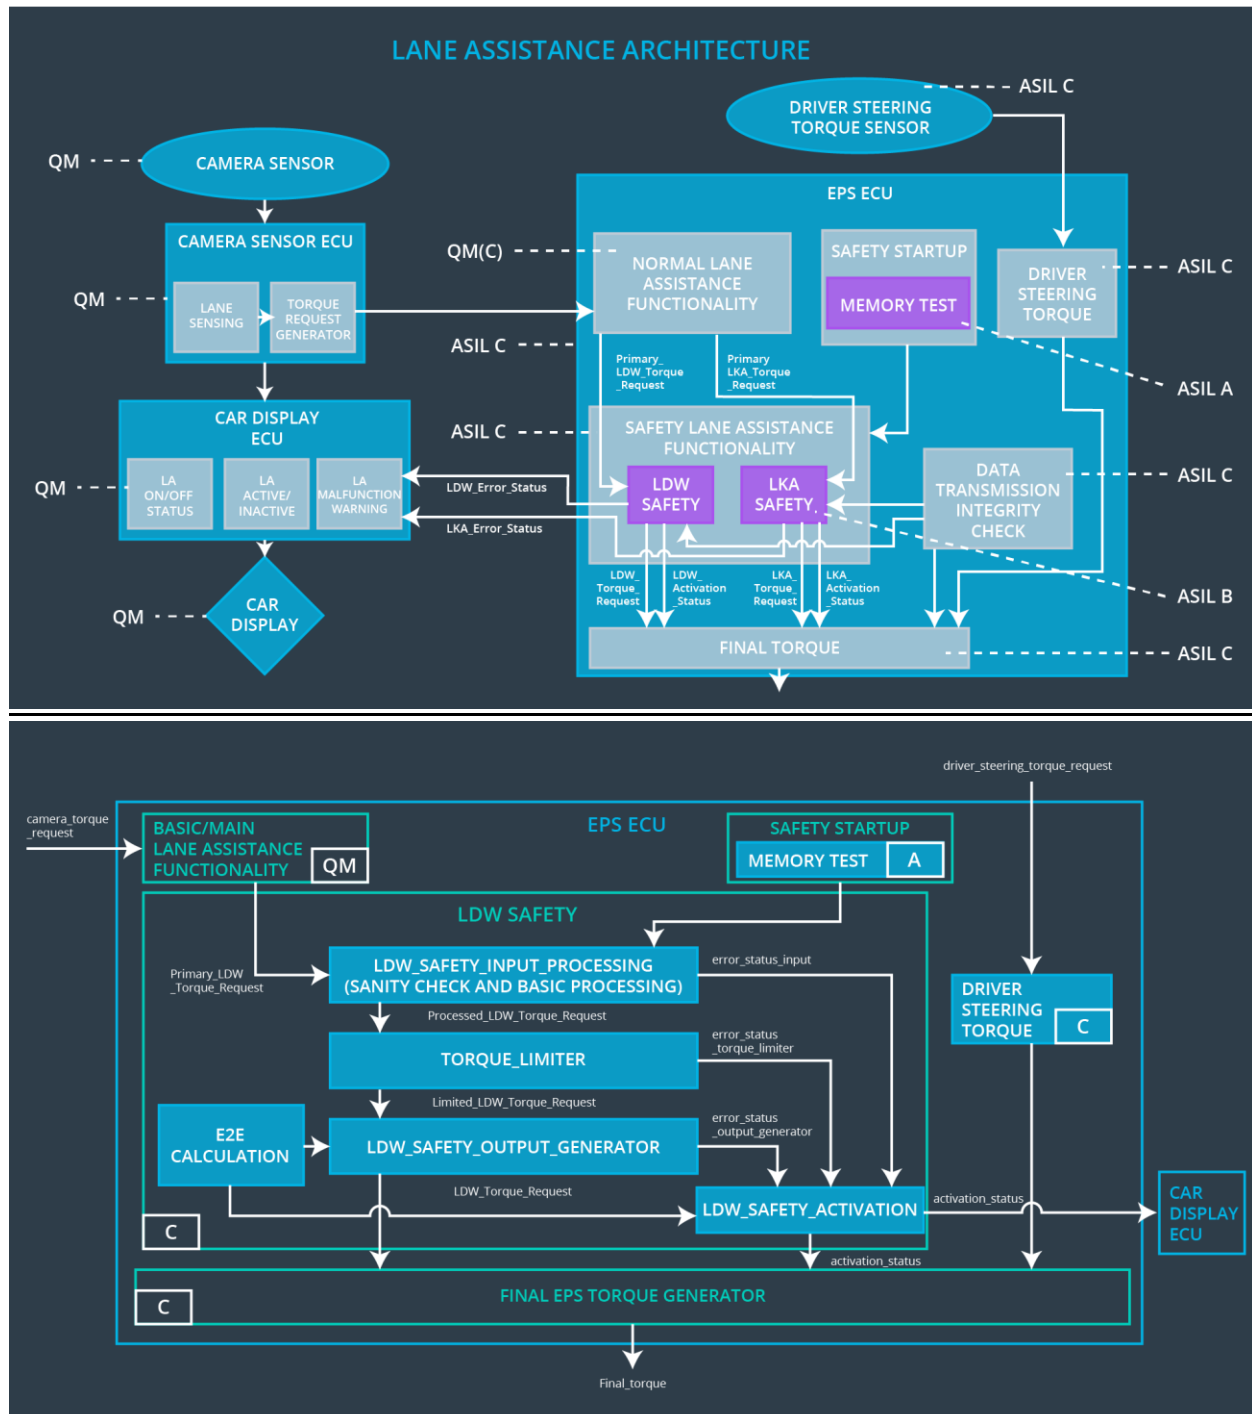 LANE ASSISTANCE ARCHITECTURE
ASIL C
DRIVER STEERING
TORQUE SENSOR
QM
CAMERA SENSOR
EPS ECU
CAMERA SENSOR ECU
QM
LANE
SENSING
TORQUE
REQUEST
GENERATOR
QM(C)
NORMAL LANE
ASSISTANCE
FUNCTIONALITY
SAFETY STARTUP
MEMORY TEST
DRIVER
STEERING
TORQUE
ASIL C
ASIL C
ASIL A
Primary_
LDW_Torque
_Request
Primary
LKA_Torque
_Request
CAR DISPLAY
ECU
QM
LA
ON/OFF
STATUS
LA
ACTIVE/
INACTIVE
LA
MALFUNCTION
WARNING
ASIL C
SAFETY LANE ASSISTANCE
FUNCTIONALITY
LDW
SAFETY
LKA
SAFETY
DATA
TRANSMISSION
INTEGRITY
CHECK
ASIL C
LDW_Error_Status
LKA_Error_Status
LDW_
Torque_
Request
LDW_
Activation
_Status
LKA_
Torque_
Request
LKA_
Activation
_Status
ASIL B
QM
CAR
DISPLAY
FINAL TORQUE
ASIL C
driver_steering_torque_request
camera_torque
_request
BASIC/MAIN
LANE ASSISTANCE
FUNCTIONALITY
QM
EPS ECU
SAFETY STARTUP
MEMORY TEST
A
LDW SAFETY
Primary_LDW
_Torque_Request
LDW_SAFETY_INPUT_PROCESSING
(SANITY CHECK AND BASIC PROCESSING)
error_status_input
DRIVER
STEERING
TORQUE
C
Processed_LDW_Torque_Request
TORQUE_LIMITER
error_status
_torque_limiter
Limited_LDW_Torque_Request
E2E
CALCULATION
LDW_SAFETY_OUTPUT_GENERATOR
error_status
_output_generator
LDW_Torque_Request
LDW_SAFETY_ACTIVATION
activation_status
CAR
DISPLAY
ECU
C
activation_status
FINAL EPS TORQUE GENERATOR
C
Final_torque